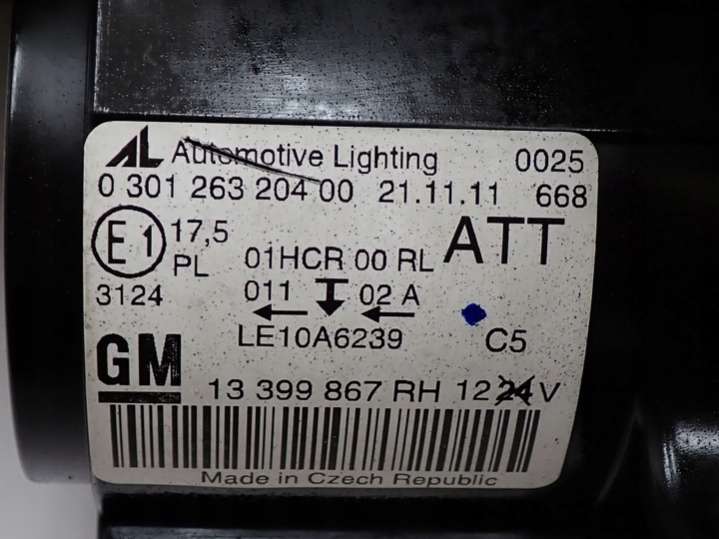 AL Automotive Lighting 0025
0 301 263 204 00 21.11.11 668
E1 17,5 PL 01HCR 00 RL ATT
3124 011 02 A
LE10A6239 C5
GM
13 399 867 RH 12 24 V
Made in Czech Republic